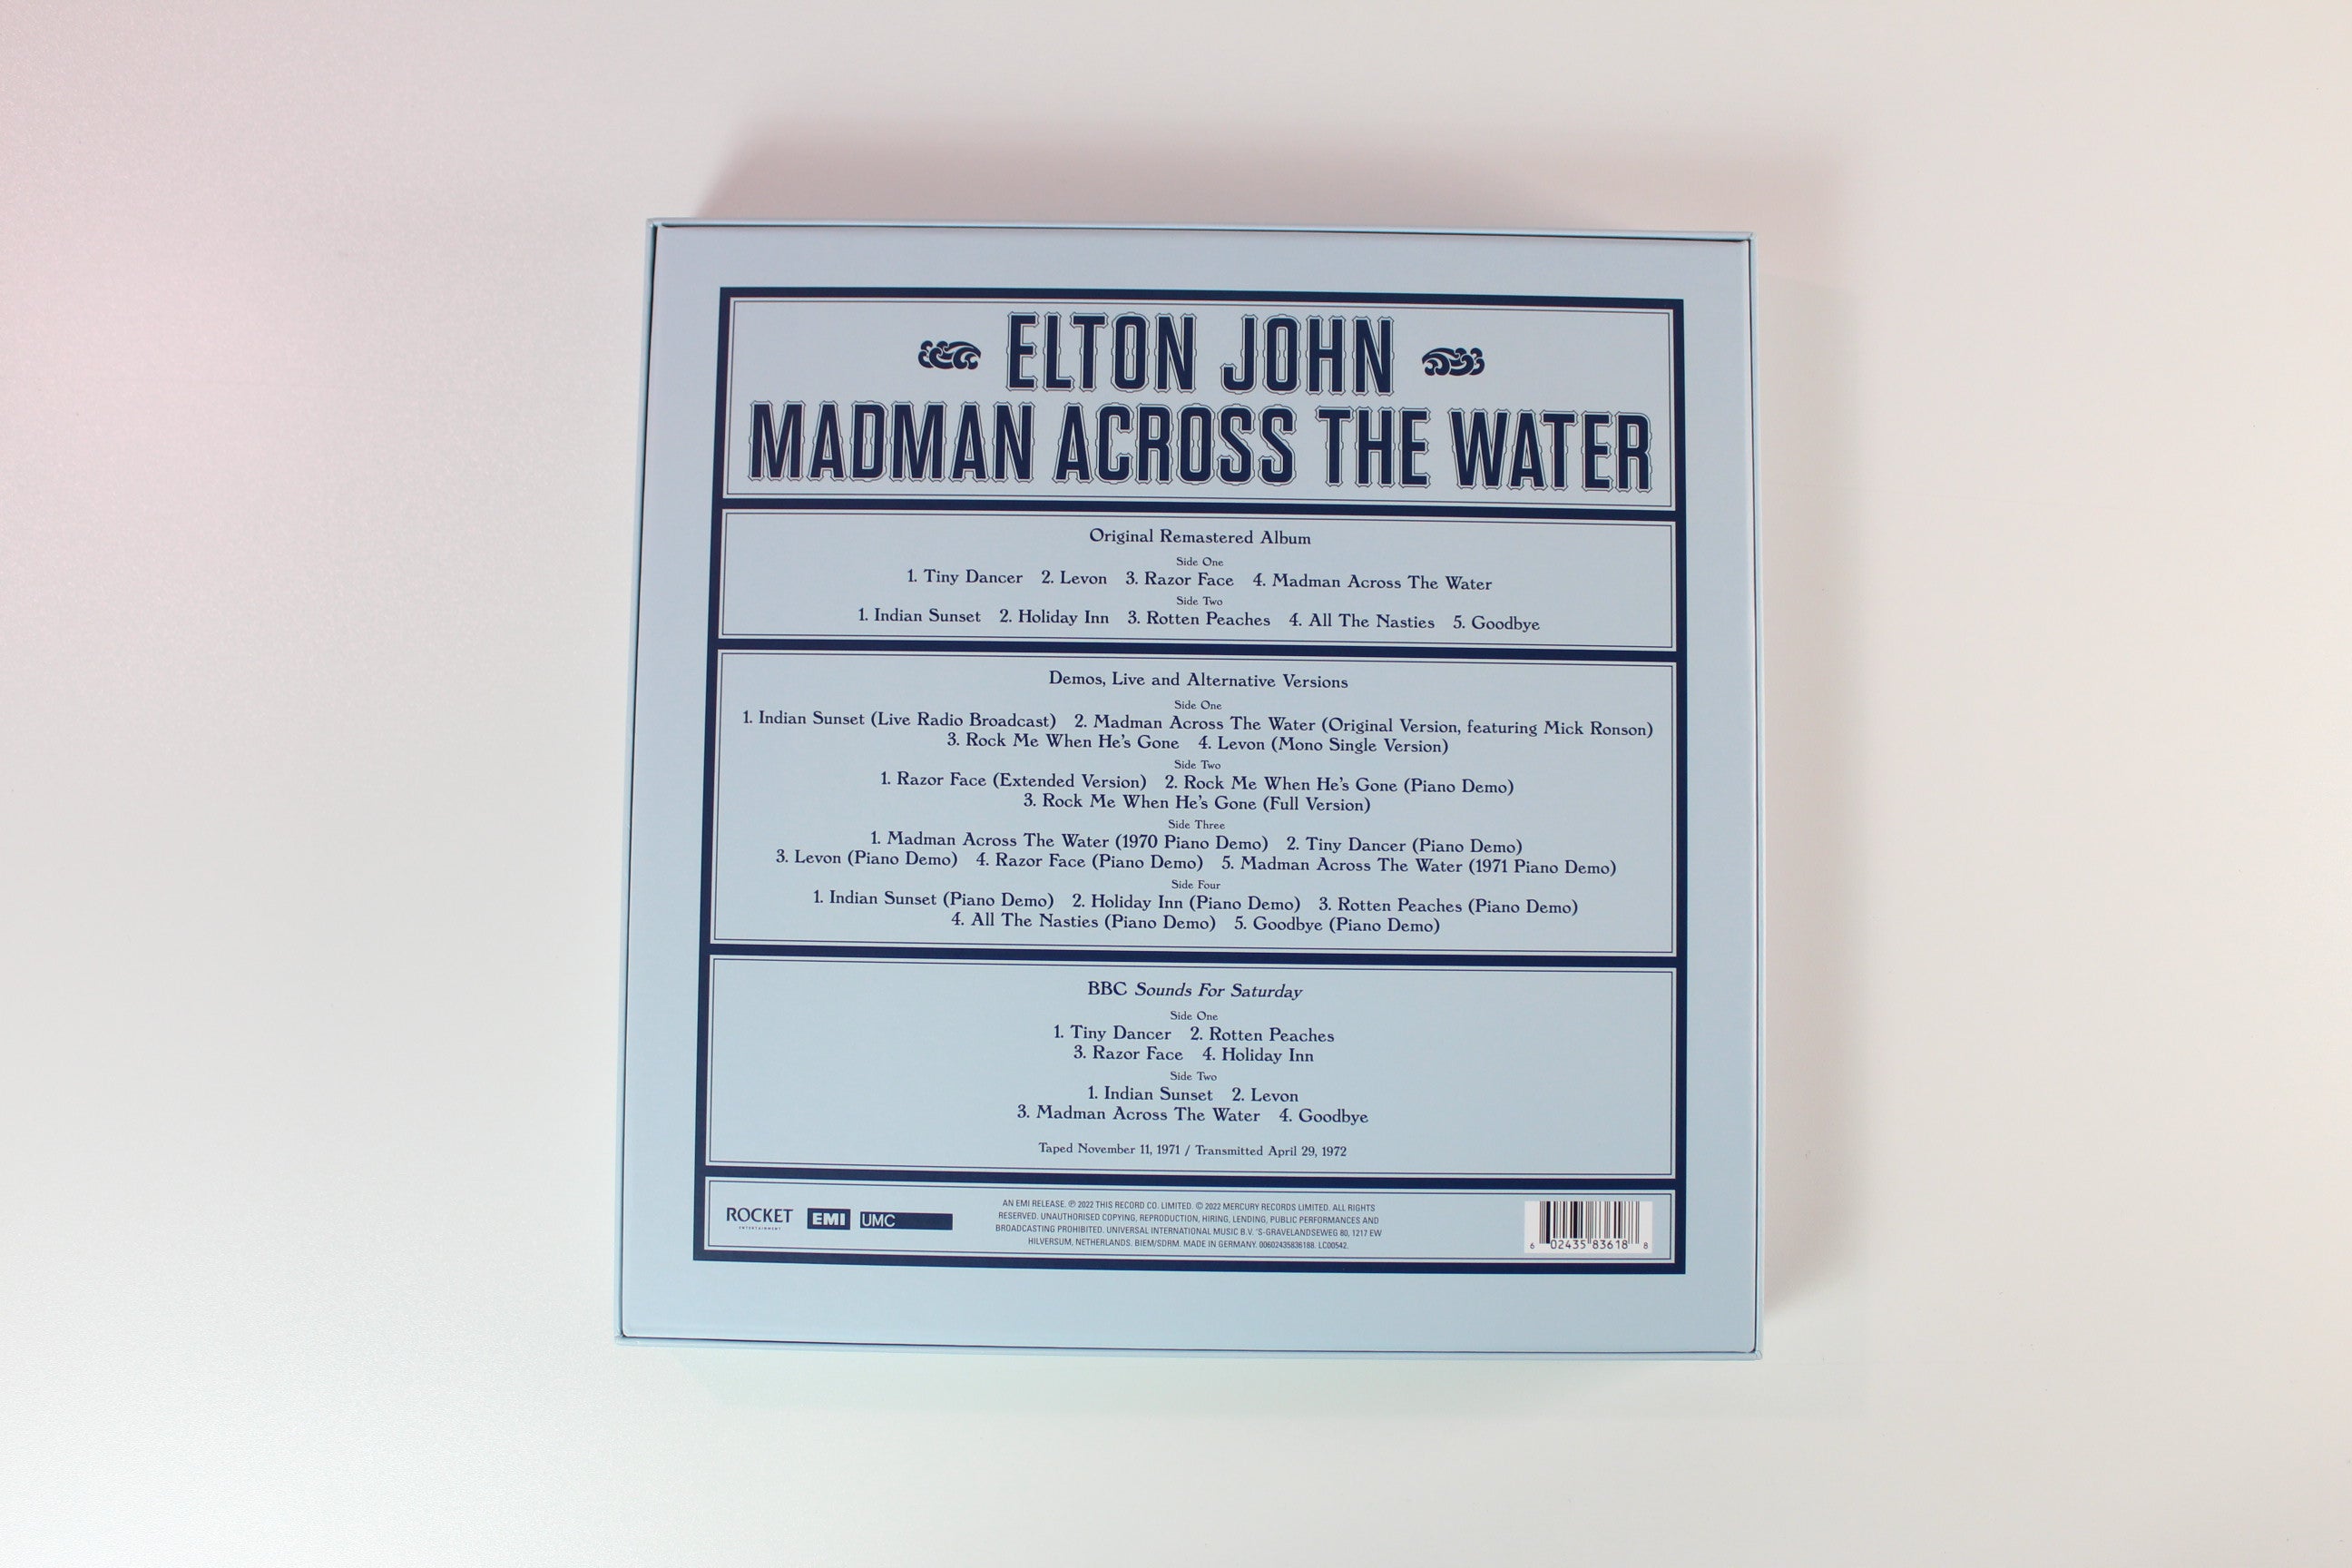 ELTON JOHN
MADMAN ACROSS THE WATER
Original Remastered Album
Side One
1. Tiny Dancer 2. Levon 3. Razor Face 4. Madman Across The Water
Side Two
1. Indian Sunset 2. Holiday Inn 3. Rotten Peaches 4. All The Nasties 5. Goodbye
Demos, Live and Alternative Versions
Side One
1. Indian Sunset (Live Radio Broadcast) 2. Madman Across The Water (Original Version, featuring Mick Ronson)
3. Rock Me When He's Gone 4. Levon (Mono Single Version)
Side Two
1. Razor Face (Extended Version) 2. Rock Me When He's Gone (Piano Demo)
3. Rock Me When He's Gone (Full Version)
Side Three
1. Madman Across The Water (1970 Piano Demo) 2. Tiny Dancer (Piano Demo)
3. Levon (Piano Demo) 4. Razor Face (Piano Demo) 5. Madman Across The Water (1971 Piano Demo)
Side Four
1. Indian Sunset (Piano Demo) 2. Holiday Inn (Piano Demo) 3. Rotten Peaches (Piano Demo)
4. All The Nasties (Piano Demo) 5. Goodbye (Piano Demo)
BBC Sounds For Saturday
Side One
1. Tiny Dancer 2. Rotten Peaches
3. Razor Face 4. Holiday Inn
Side Two
1. Indian Sunset 2. Levon
3. Madman Across The Water 4. Goodbye
Taped November 11, 1971 / Transmitted April 29, 1972
ROCKET
ENTERTAINMENT
EMI
UMC
AN EMI RELEASE. ℗ 2022 THIS RECORD CO. LIMITED. © 2022 MERCURY RECORDS LIMITED. ALL RIGHTS
RESERVED. UNAUTHORISED COPYING, REPRODUCTION, HIRING, LENDING, PUBLIC PERFORMANCES AND
BROADCASTING PROHIBITED. UNIVERSAL INTERNATIONAL MUSIC B.V. 'S-GRAVELANDSEWEG 80, 1217 EW
HILVERSUM, NETHERLANDS. BIEM/SDRM. MADE IN GERMANY. 00602435836188. LC00542.
6 02435 83618 8